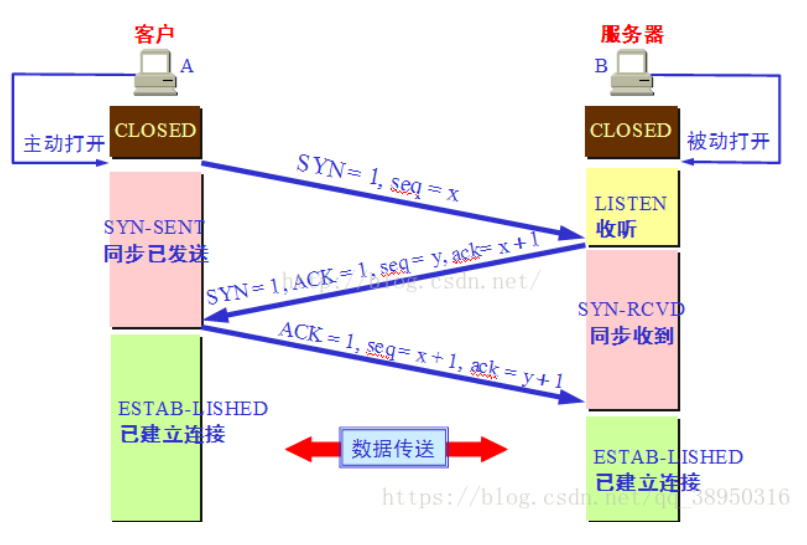 客户
服务器
A
B
CLOSED
CLOSED
主动打开
被动打开
SYN= 1, seq = x
LISTEN
收听
SYN-SENT
同步已发送
SYN= 1, ACK = 1, seq= y, ack= x+1
http://blog.csdn.net/
SYN-RCVD
同步收到
ACK = 1, seq= x+1, ack = y+1
ESTAB-LISHED
已建立连接
数据传送
ESTAB-LISHED
已建立连接
https://blog.csdn.net/qq_38950316